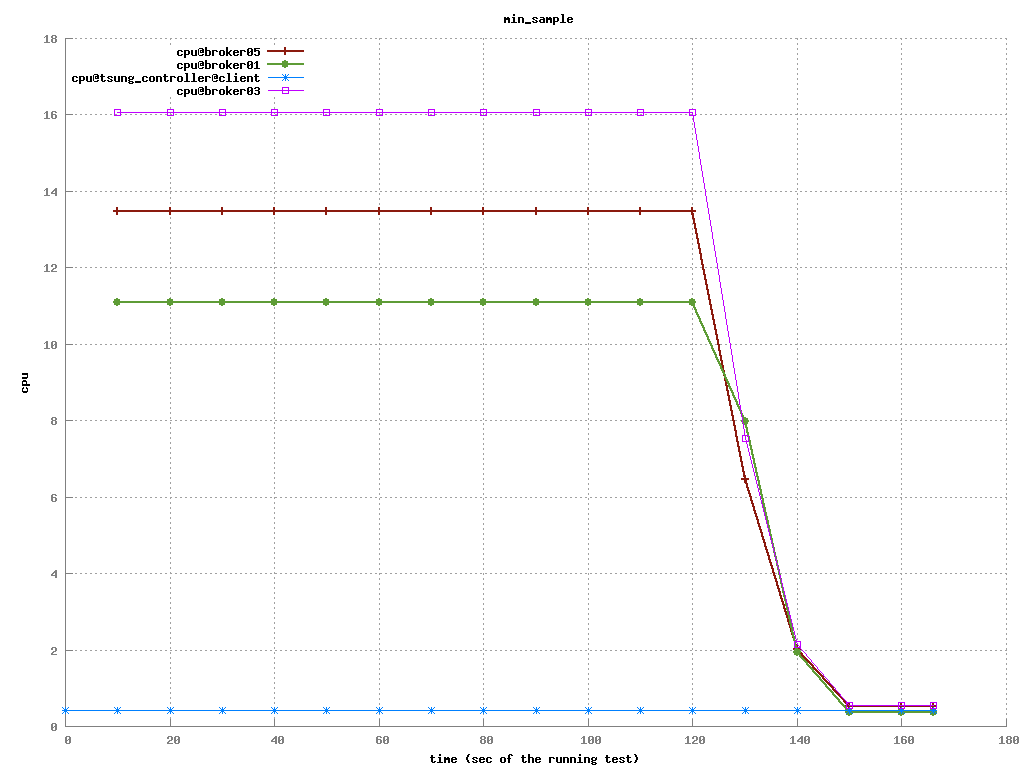 min_sample
18
cpu@broker05
cpu@broker01
cpu@tsung_controller@client
cpu@broker03
16
14
12
10
cpu
8
6
4
2
0
0 20 40 60 80 100 120 140 160 180
time (sec of the running test)